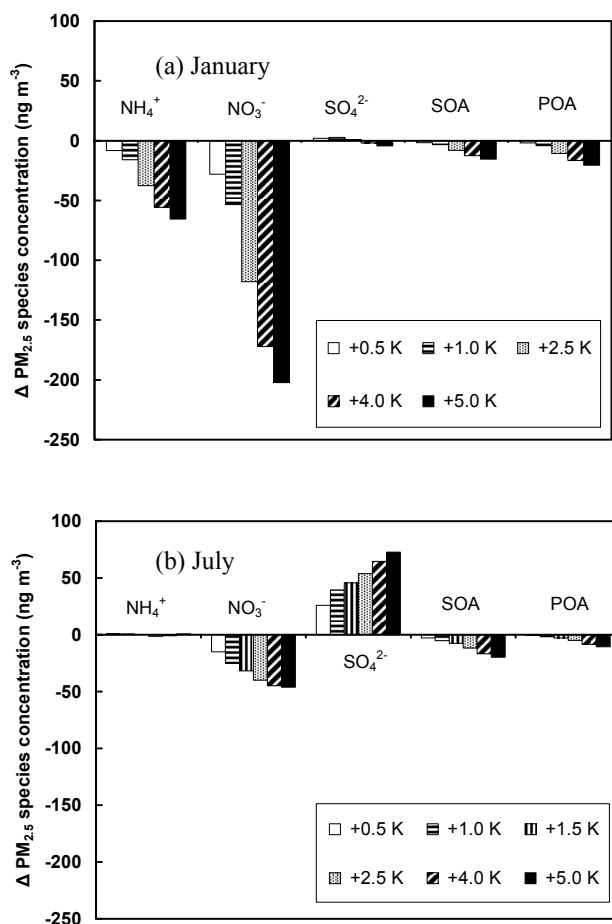 100
50
0
-50
-100
-150
-200
-250
Δ PM₂.₅ species concentration (ng m⁻³)
(a) January
NH₄⁺ NO₃⁻ SO₄²⁻ SOA POA
+0.5 K +1.0 K +2.5 K
+4.0 K +5.0 K
100
50
0
-50
-100
-150
-200
-250
Δ PM₂.₅ species concentration (ng m⁻³)
(b) July
NH₄⁺ NO₃⁻ SOA POA
SO₄²⁻
+0.5 K +1.0 K +1.5 K
+2.5 K +4.0 K +5.0 K